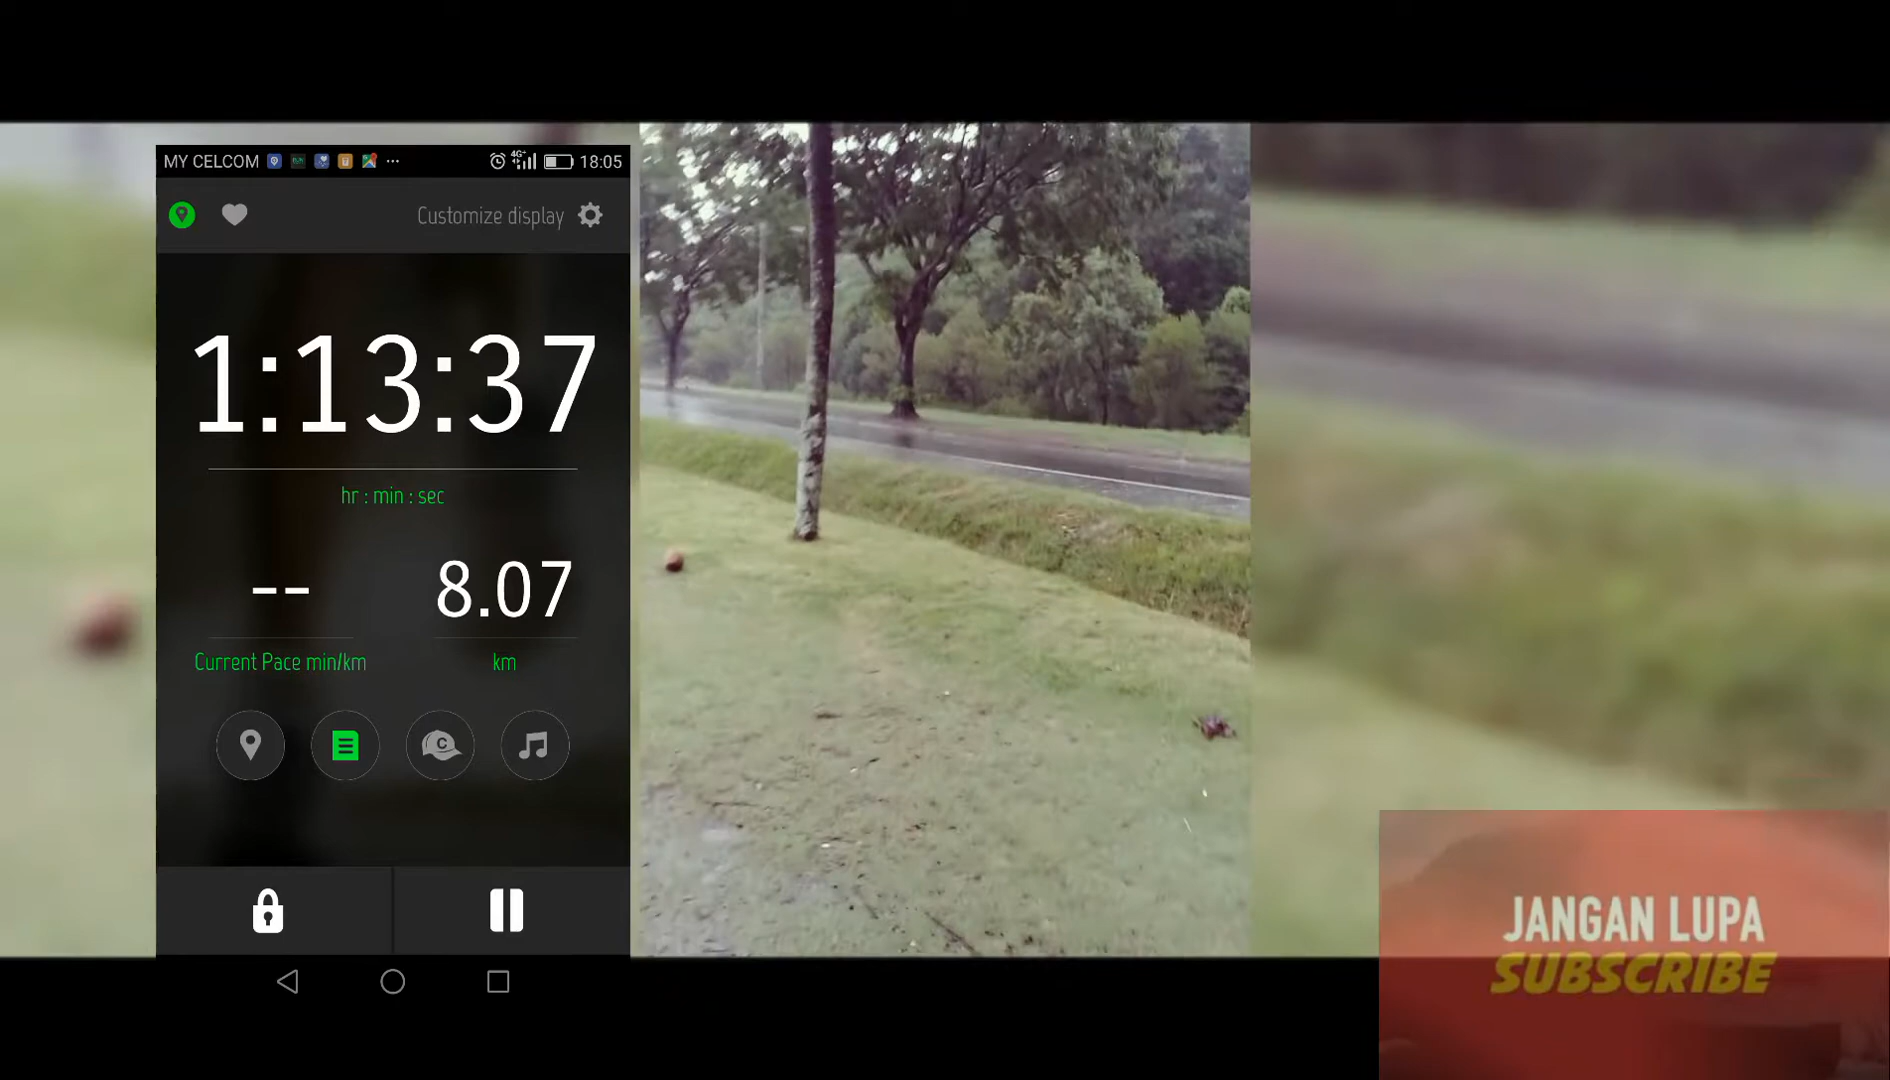 MY CELCOM
4G+
18:05
Customize display
1:13:37
hr : min : sec
-- 8.07
Current Pace min/km km
C
JANGAN LUPA
SUBSCRIBE